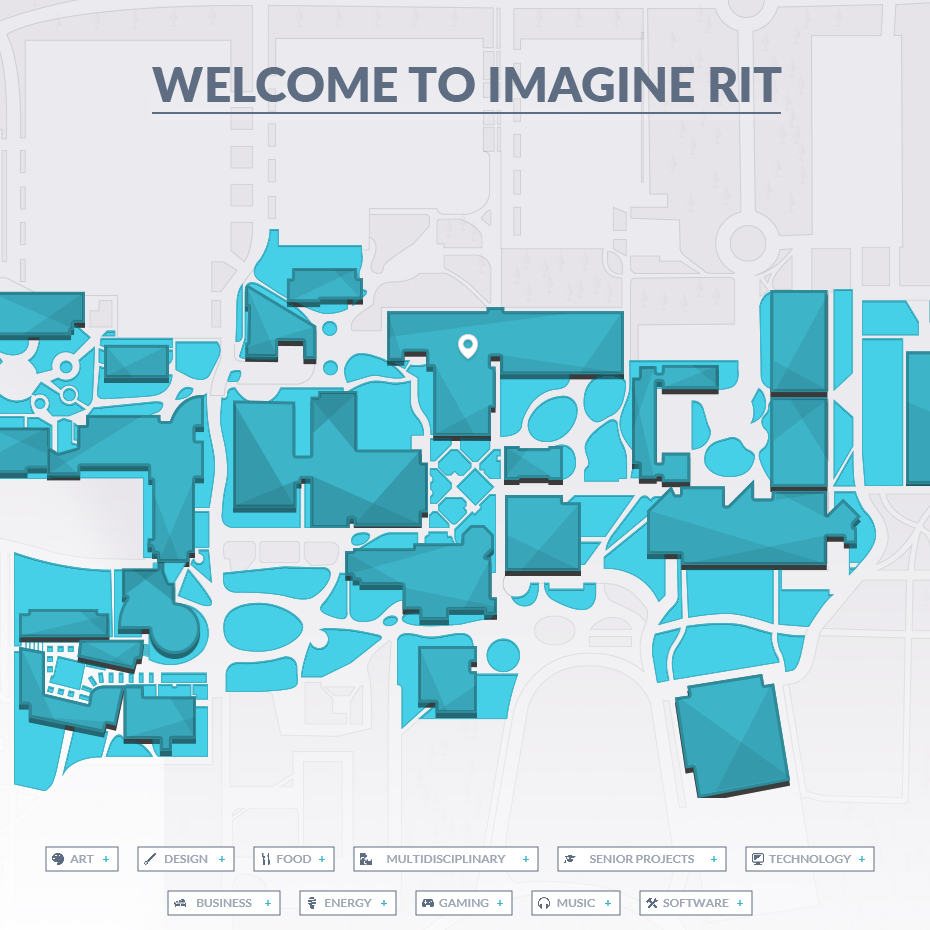 WELCOME TO IMAGINE RIT
ART +
DESIGN +
FOOD +
MULTIDISCIPLINARY +
SENIOR PROJECTS +
TECHNOLOGY +
BUSINESS +
ENERGY +
GAMING +
MUSIC +
SOFTWARE +